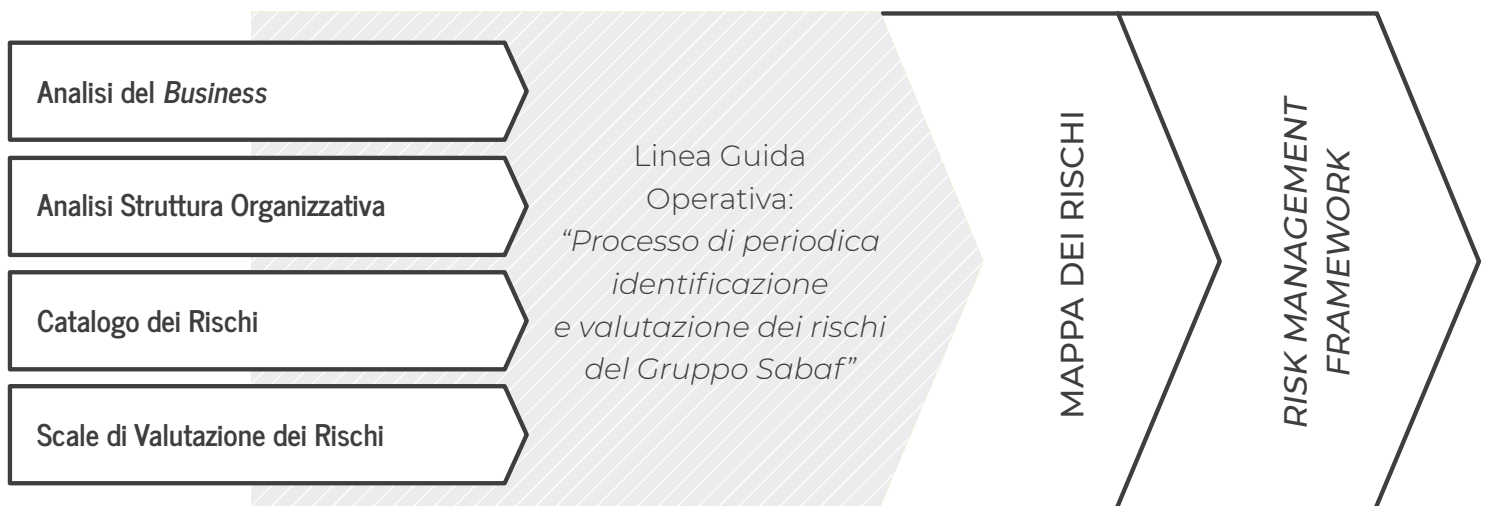 Analisi del Business
Analisi Struttura Organizzativa
Catalogo dei Rischi
Scale di Valutazione dei Rischi
Linea Guida
Operativa:
“Processo di periodica
identificazione
e valutazione dei rischi
del Gruppo Sabaf”
MAPPA DEI RISCHI
RISK MANAGEMENT
FRAMEWORK